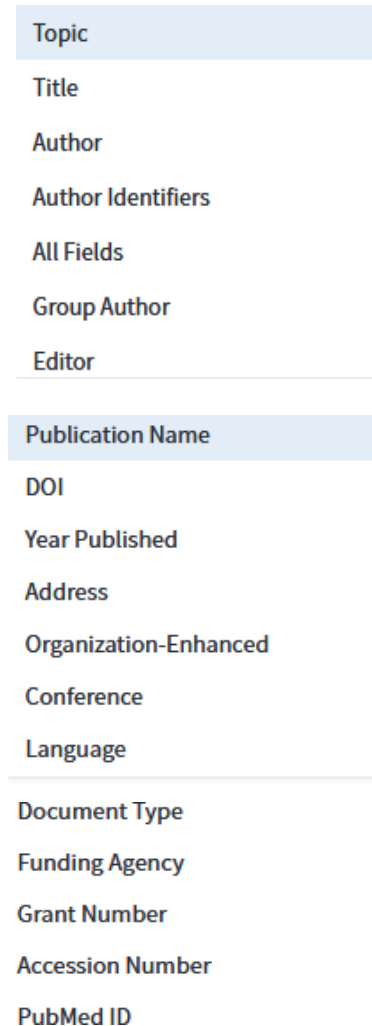 Topic
Title
Author
Author Identifiers
All Fields
Group Author
Editor
Publication Name
DOI
Year Published
Address
Organization-Enhanced
Conference
Language
Document Type
Funding Agency
Grant Number
Accession Number
PubMed ID